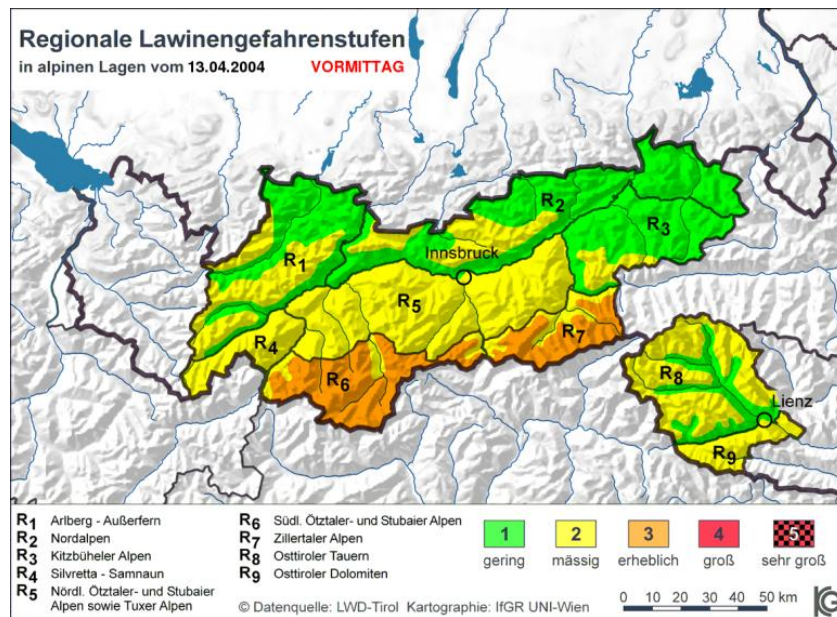 Regionale Lawinengefahrenstufen
in alpinen Lagen vom 13.04.2004 VORMITTAG
R2
R1
R3
Innsbruck
R5
R4
R7
R6
R8
Lienz
R9
R1 Arlberg - Außerfern
R2 Nordalpen
R3 Kitzbüheler Alpen
R4 Silvretta - Samnaun
R5 Nördl. Ötztaler- und Stubaier
Alpen sowie Tuxer Alpen
R6 Südl. Ötztaler- und Stubaier Alpen
R7 Zillertaler Alpen
R8 Osttiroler Tauern
R9 Osttiroler Dolomiten
1 2 3 4 5
gering mässig erheblich groß sehr groß
© Datenquelle: LWD-Tirol Kartographie: IfGR UNI-Wien
0 10 20 30 40 50 km